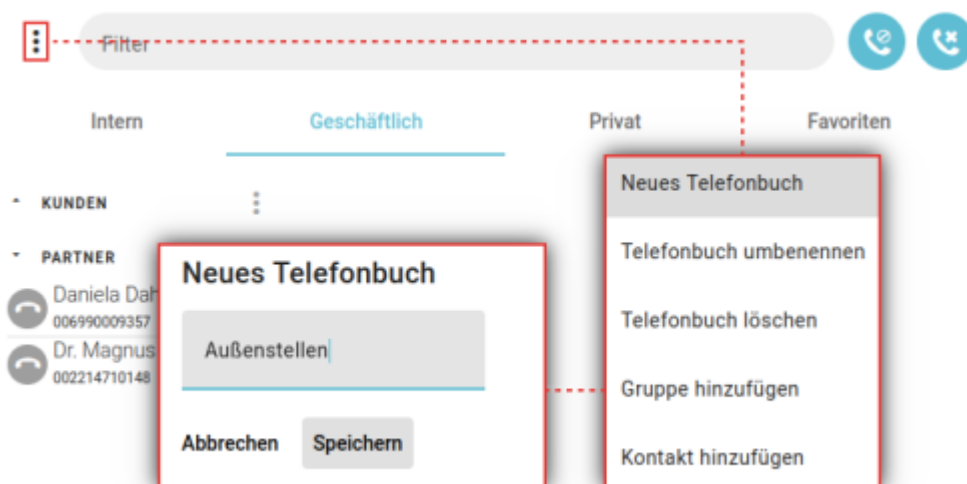 Filter
Intern Geschäftlich Privat Favoriten
KUNDEN
PARTNER
Daniela Dah
006990009357
Dr. Magnus
002214710148
Neues Telefonbuch
Außenstellen
Abbrechen Speichern
Neues Telefonbuch
Telefonbuch umbenennen
Telefonbuch löschen
Gruppe hinzufügen
Kontakt hinzufügen